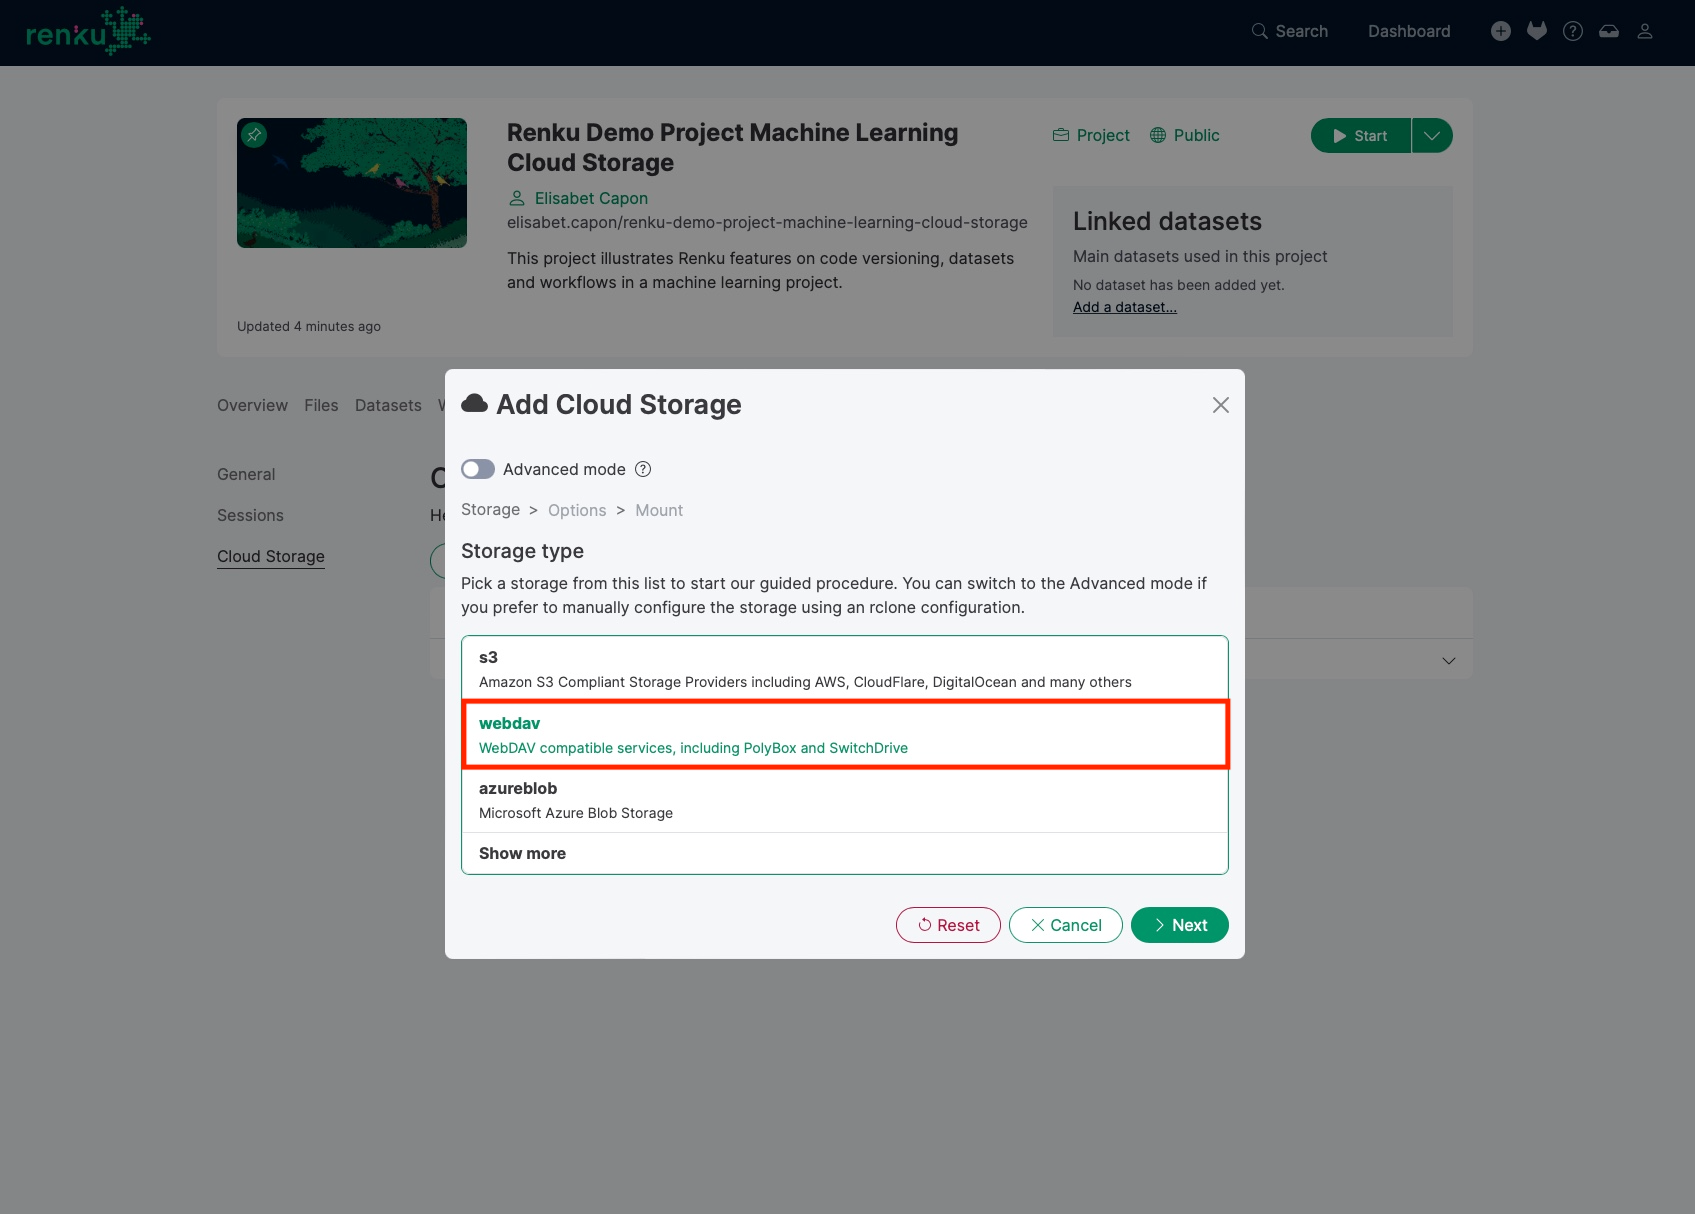 renku
Search
Dashboard
Renku Demo Project Machine Learning
Cloud Storage
Elisabet Capon
elisabet.capon/renku-demo-project-machine-learning-cloud-storage
This project illustrates Renku features on code versioning, datasets
and workflows in a machine learning project.
Updated 4 minutes ago
Project
Public
Start
Linked datasets
Main datasets used in this project
No dataset has been added yet.
Add a dataset...
Overview
Files
Datasets
General
Sessions
Cloud Storage
Add Cloud Storage
Advanced mode
Storage > Options > Mount
Storage type
Pick a storage from this list to start our guided procedure. You can switch to the Advanced mode if
you prefer to manually configure the storage using an rclone configuration.
s3
Amazon S3 Compliant Storage Providers including AWS, CloudFlare, DigitalOcean and many others
webdav
WebDAV compatible services, including PolyBox and SwitchDrive
azureblob
Microsoft Azure Blob Storage
Show more
Reset
Cancel
Next